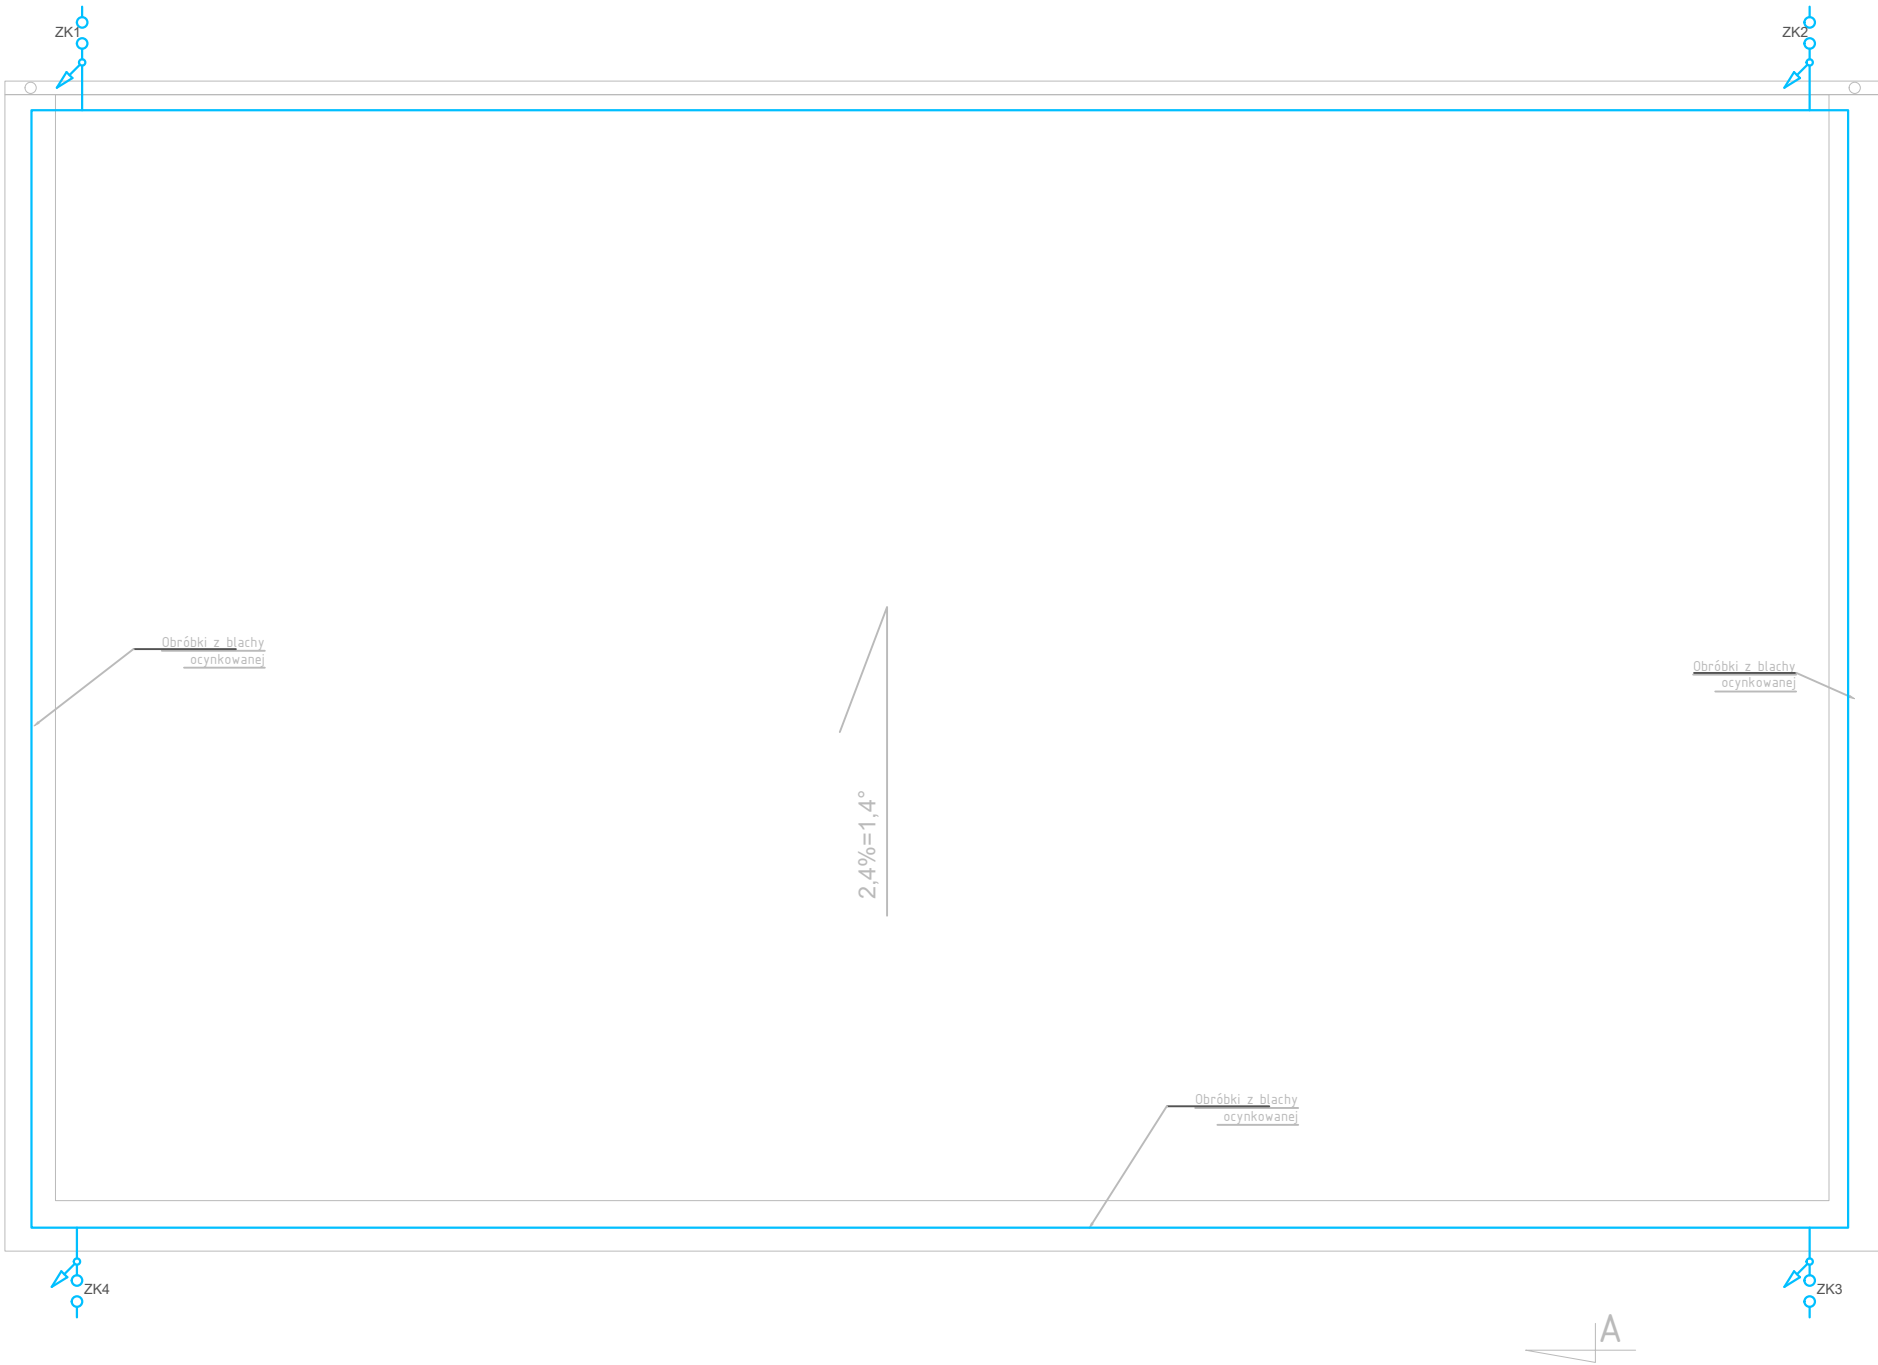 ZK1
ZK2
Obróbki z blachy
ocynkowanej
Obróbki z blachy
ocynkowanej
2,4%=1,4°
Obróbki z blachy
ocynkowanej
ZK4
ZK3
A